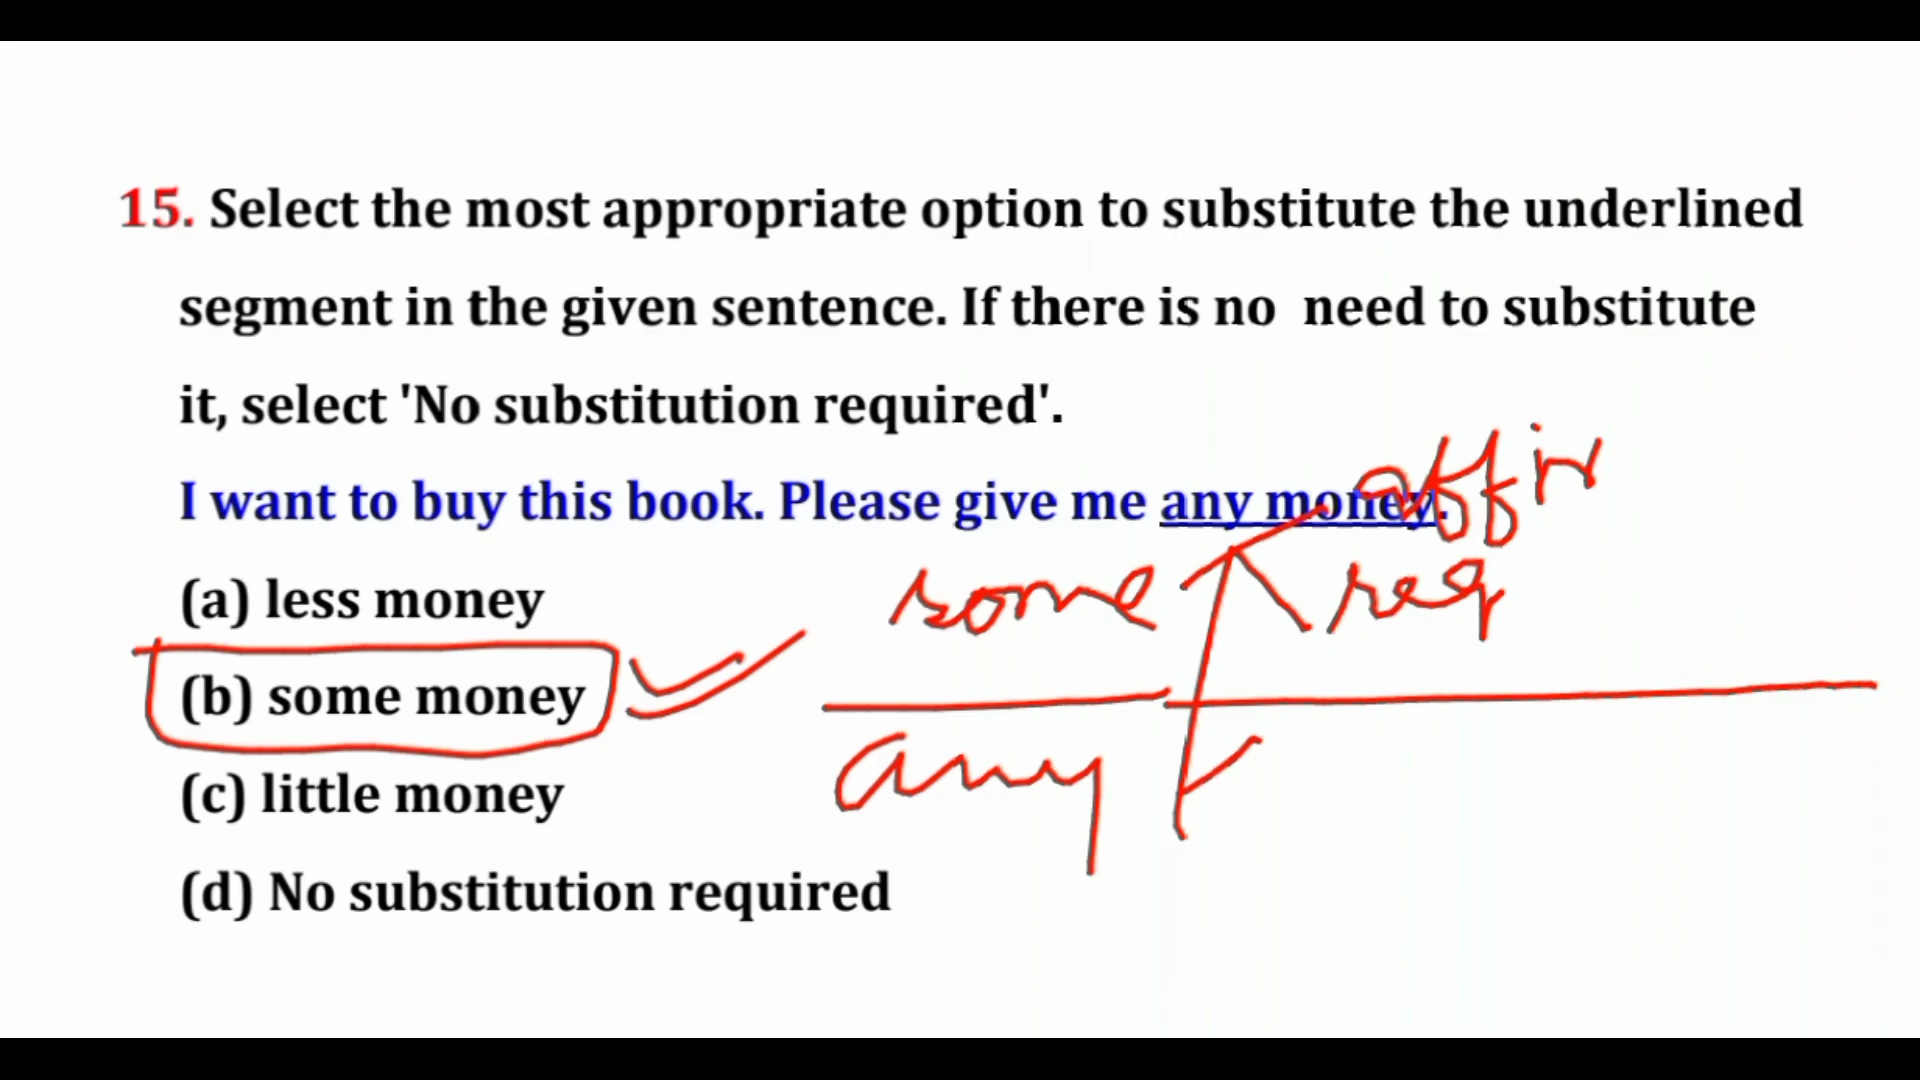 15. Select the most appropriate option to substitute the underlined
segment in the given sentence. If there is no need to substitute
it, select 'No substitution required'.
I want to buy this book. Please give me any money.
affir
(a) less money
some
req
(b) some money
(c) little money
any
(d) No substitution required